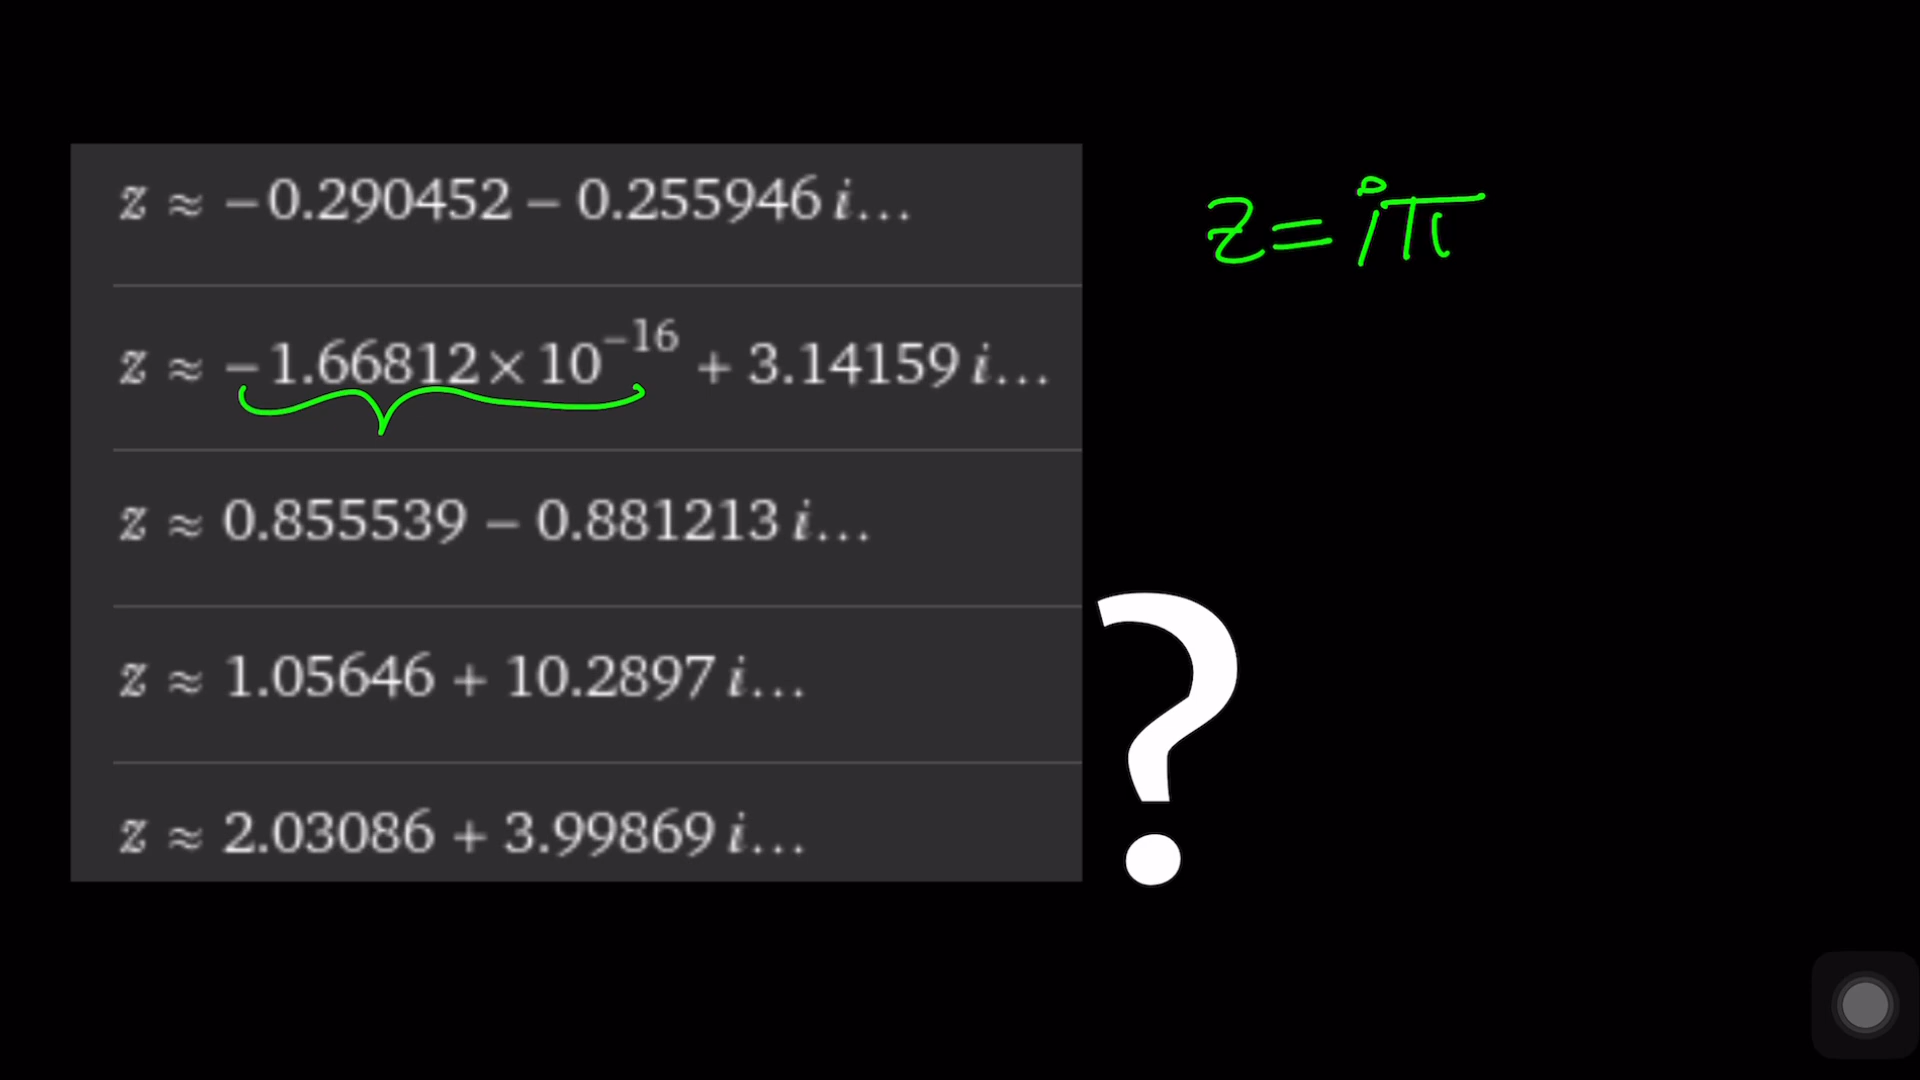 z ≈ −0.290452 − 0.255946 i…
z = iπ
z ≈ −1.66812×10⁻¹⁶ + 3.14159 i…
z ≈ 0.855539 − 0.881213 i…
z ≈ 1.05646 + 10.2897 i…
?
z ≈ 2.03086 + 3.99869 i…